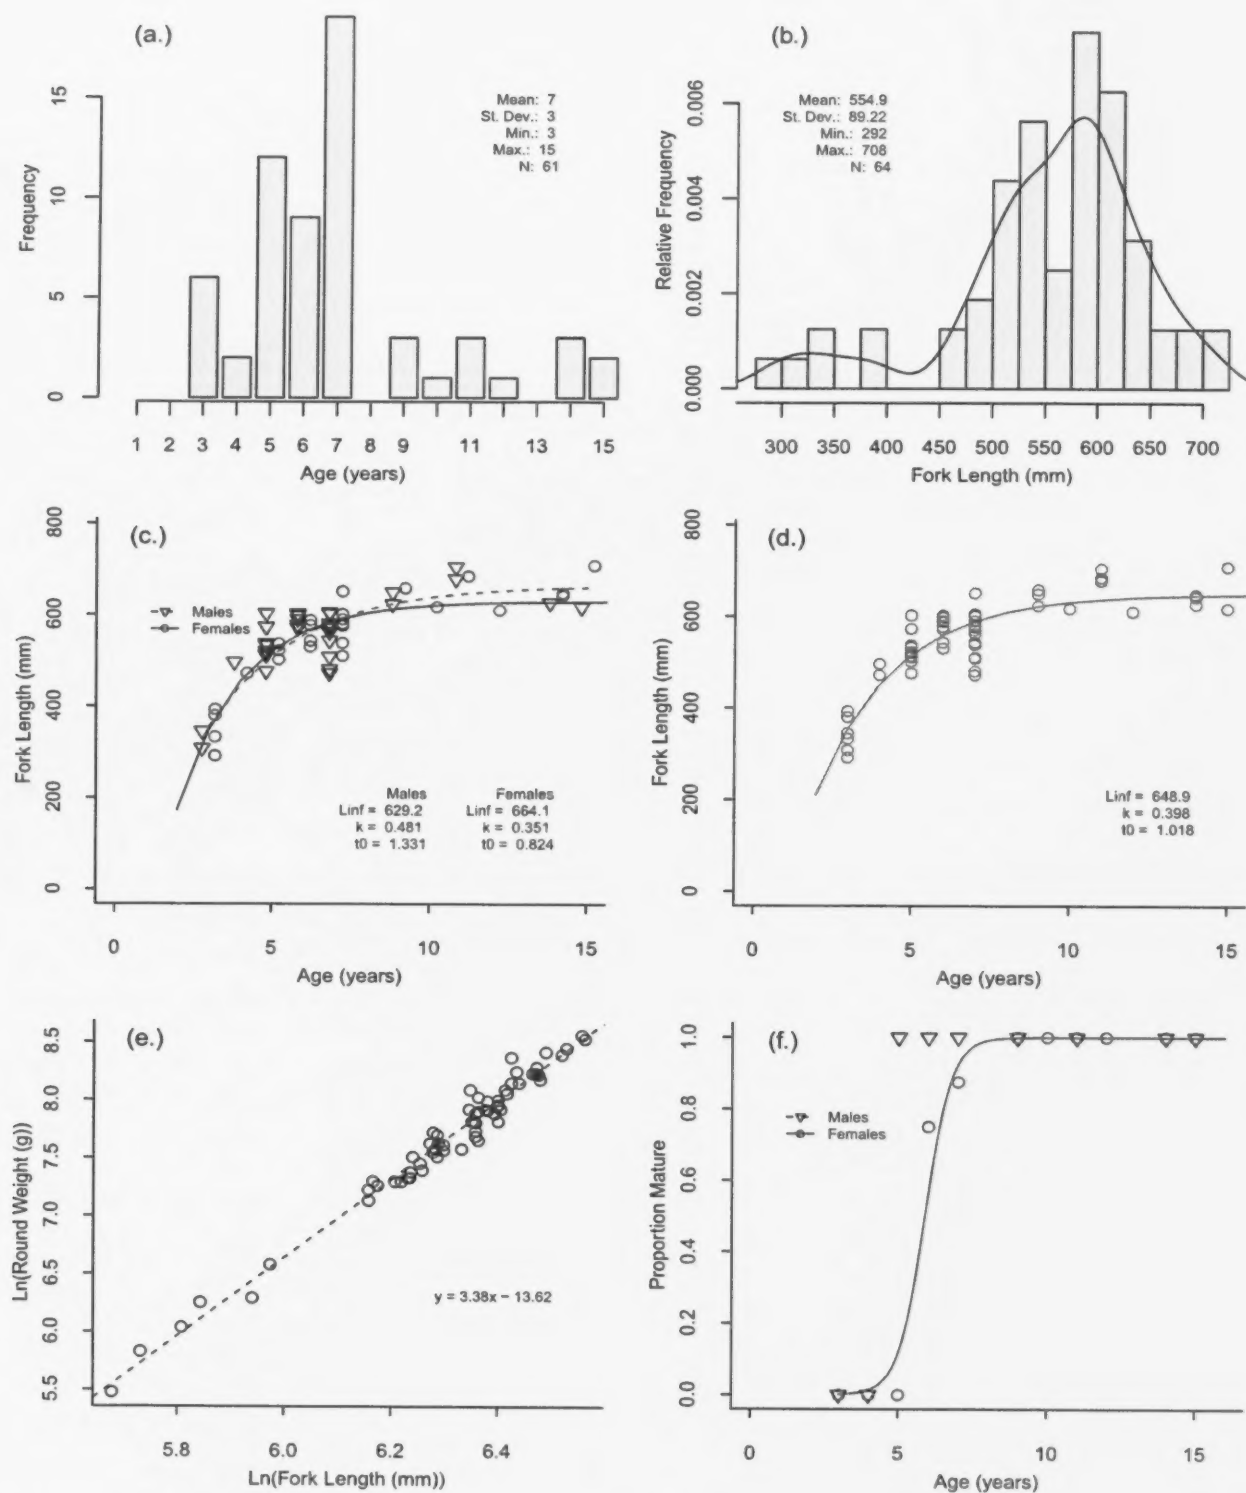 (a.)
Mean: 7
St. Dev.: 3
Min.: 3
Max.: 15
N: 61
Frequency
0 5 10 15
1 2 3 4 5 6 7 8 9 11 13 15
Age (years)
(b.)
Mean: 554.9
St. Dev.: 89.22
Min.: 292
Max.: 708
N: 64
Relative Frequency
0.000 0.002 0.004 0.006
300 350 400 450 500 550 600 650 700
Fork Length (mm)
(c.)
Males
Females
Fork Length (mm)
0 200 400 600 800
Males Females
Linf = 629.2 Linf = 664.1
k = 0.481 k = 0.351
t0 = 1.331 t0 = 0.824
0 5 10 15
Age (years)
(d.)
Fork Length (mm)
0 200 400 600 800
Linf = 648.9
k = 0.398
t0 = 1.018
0 5 10 15
Age (years)
(e.)
Ln(Round Weight (g))
5.5 6.0 6.5 7.0 7.5 8.0 8.5
y = 3.38x − 13.62
5.8 6.0 6.2 6.4
Ln(Fork Length (mm))
(f.)
Males
Females
Proportion Mature
0.0 0.2 0.4 0.6 0.8 1.0
0 5 10 15
Age (years)